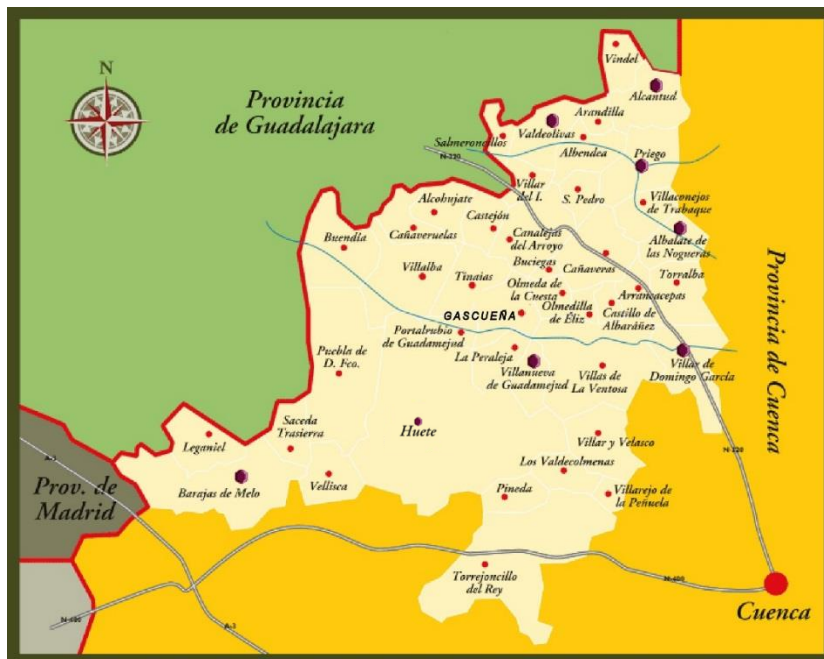 N
Provincia
de Guadalajara
Vindel
Alcantud
Arandilla
Valdeolivas
Salmeroncillos
Albendea
Priego
N-320
Villar
del I.
S. Pedro
Villaconejos
de Trabaque
Alcohujate
Castejón
Cañaveruelas
Canalejas
del Arroyo
Albalate de
las Nogueras
Buendía
Buciegas
Cañaveras
Villalba
Tinajas
Torralba
Olmeda de
la Cuesta
Arrancacepas
GASCUEÑA
Olmedilla
de Éliz
Castillo de
Albaráñez
Portalrubio
de Guadamejud
La Peraleja
Villanueva
de Guadamejud
Villas de
La Ventosa
Villar de
Domingo García
Puebla de
D. Fco.
Provincia de Cuenca
Saceda
Trasierra
Huete
Leganiel
Villar y Velasco
N-320
A-3
Los Valdecolmenas
Prov. de
Madrid
Barajas de Melo
Vellisca
Pineda
Villarejo de
la Peñuela
Torrejoncillo
del Rey
N-400
Cuenca
N-400
A-3